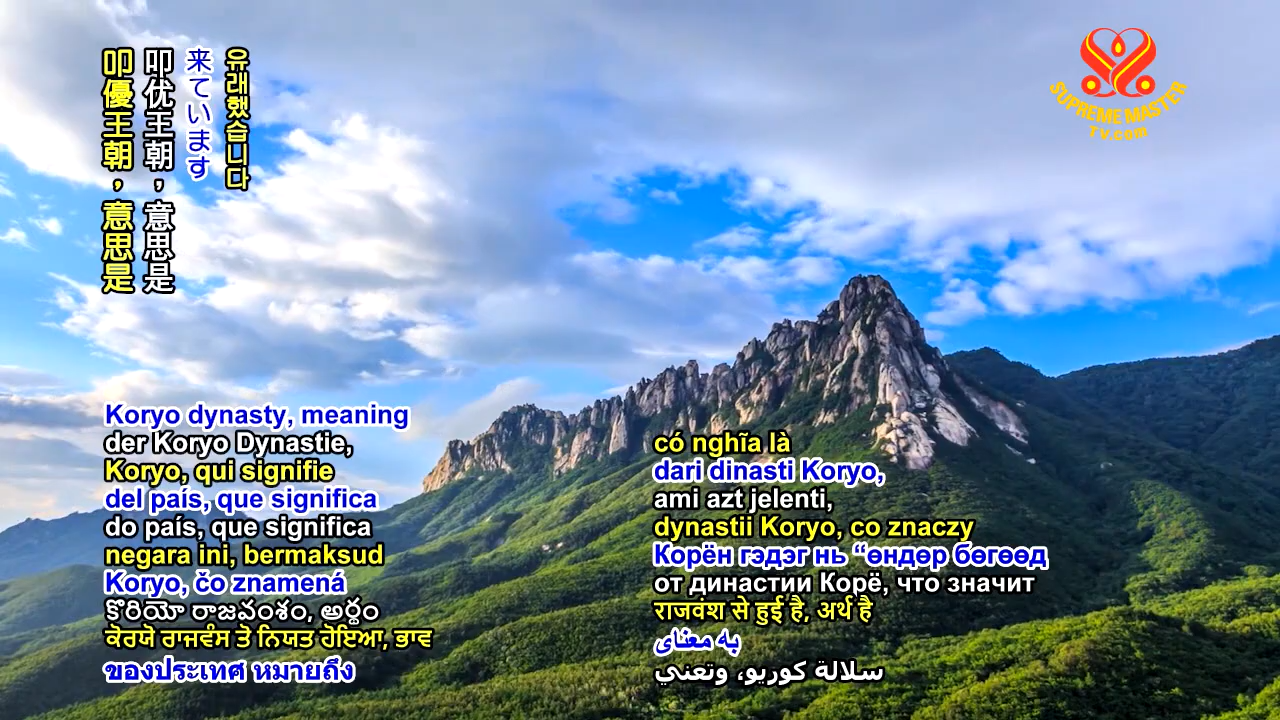 叩優王朝，意思是
叩优王朝，意思是
来ています
유래했습니다
SUPREME MASTER
TV.com
Koryo dynasty, meaning
der Koryo Dynastie,
Koryo, qui signifie
del país, que significa
do país, que significa
negara ini, bermaksud
Koryo, čo znamená
కొరియో రాజవంశం, అర్థం
ਕੋਰਯੋ ਰਾਜਵੰਸ ਤੋਂ ਨਿਯਤ ਹੋਇਆ, ਭਾਵ
ของประเทศ หมายถึง
có nghĩa là
dari dinasti Koryo,
ami azt jelenti,
dynastii Koryo, co znaczy
Корён гэдэг нь “өндөр бөгөөд
от династии Корё, что значит
राजवंश से हुई है, अर्थ है
به معنای
سلالة كوريو، وتعني